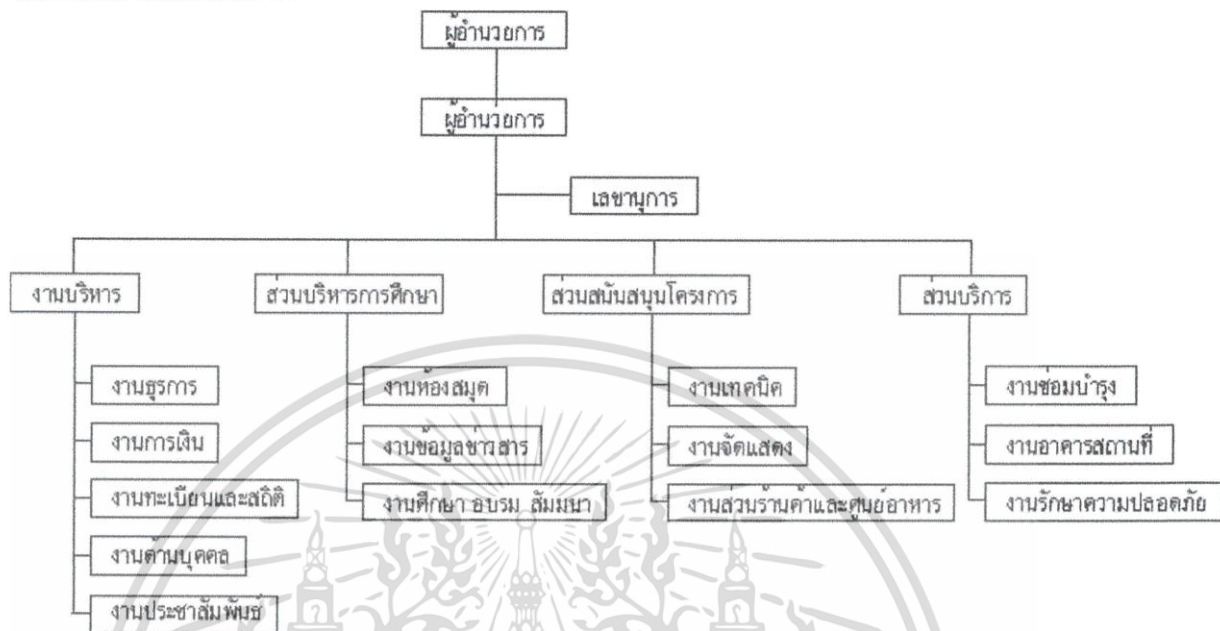 ผู้อำนวยการ
ผู้อำนวยการ
เลขานุการ
งานบริหาร ส่วนบริหารการศึกษา ส่วนสนันสนุนโครงการ ส่วนบริการ
งานธุรการ งานห้องสมุด งานเทคนิค งานซ่อมบำรุง
งานการเงิน งานข้อมูลข่าวสาร งานจัดแสดง งานอาคารสถานที่
งานทะเบียนและสถิติ งานศึกษา อบรม สัมมนา งานส่วนร้านค้าและศูนย์อาหาร งานรักษาความปลอดภัย
งานด้านบุคคล
งานประชาสัมพันธ์